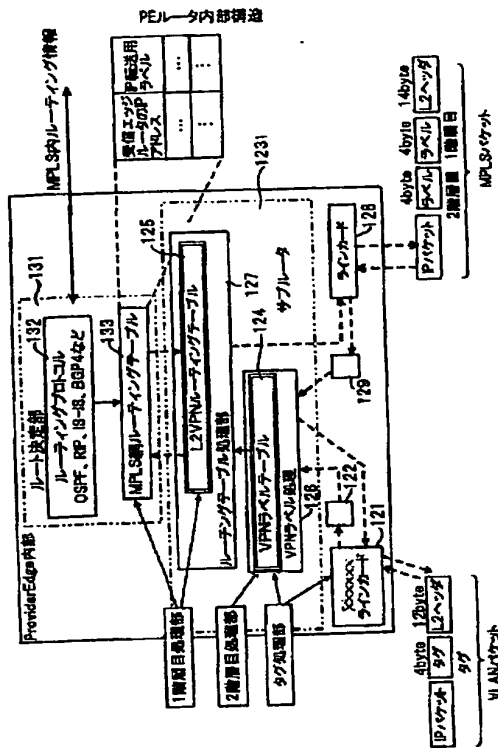 PEルータ内部構造
ProviderEdge内部
ルート決定部
131
132
ルーティングプロトコル
OSPF、RIP、IS-IS、BGP4など
MPLS内ルーティング情報
133
MPLS網ルーティングテーブル
受信エッジ
ルータのIP
アドレス
IP転送用
ラベル
…
…
…
…
125
L2VPNルーティングテーブル
ルーティングテーブル処理部
127
1231
サブルータ
124
VPNラベルテーブル
VPNラベル処理
126
1階層目処理部
2階層目処理部
タグ処理部
122
121
ラインカード
129
128
ラインカード
IPパケット
タグ
L2ヘッダ
4byte
12byte
タグ
VLANパケット
IPパケット
ラベル
ラベル
L2ヘッダ
4byte
4byte
14byte
2階層目
1階層目
MPLSパケット